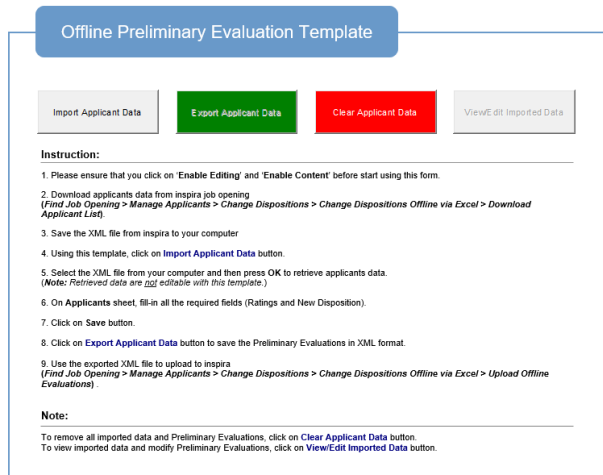 Offline Preliminary Evaluation Template
Import Applicant Data
Export Applicant Data
Clear Applicant Data
View/Edit Imported Data
Instruction:
1. Please ensure that you click on 'Enable Editing' and 'Enable Content' before start using this form.
2. Download applicants data from inspira job opening
(Find Job Opening > Manage Applicants > Change Dispositions > Change Dispositions Offline via Excel > Download
Applicant List).
3. Save the XML file from inspira to your computer
4. Using this template, click on Import Applicant Data button.
5. Select the XML file from your computer and then press OK to retrieve applicants data.
(Note: Retrieved data are not editable with this template.)
6. On Applicants sheet, fill-in all the required fields (Ratings and New Disposition).
7. Click on Save button.
8. Click on Export Applicant Data button to save the Preliminary Evaluations in XML format.
9. Use the exported XML file to upload to inspira
(Find Job Opening > Manage Applicants > Change Dispositions > Change Dispositions Offline via Excel > Upload Offline
Evaluations) .
Note:
To remove all imported data and Preliminary Evaluations, click on Clear Applicant Data button.
To view imported data and modify Preliminary Evaluations, click on View/Edit Imported Data button.